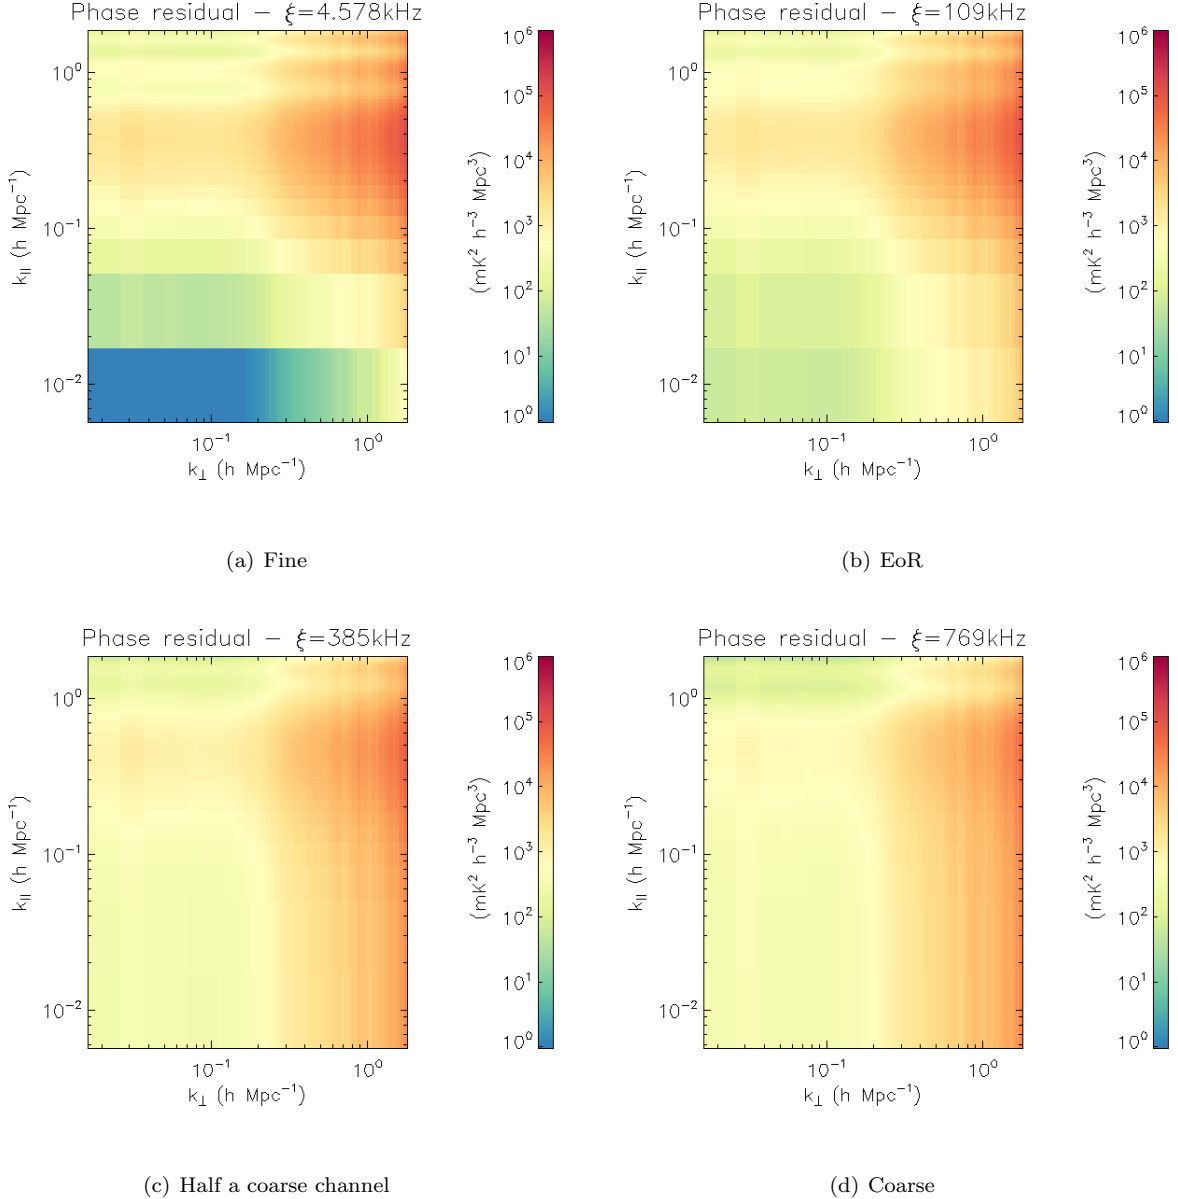 Phase residual − ξ=4.578kHz
Phase residual − ξ=109kHz
10⁶
10⁵
10⁴
10³
10²
10¹
10⁰
(mK² h⁻³ Mpc³)
10⁶
10⁵
10⁴
10³
10²
10¹
10⁰
(mK² h⁻³ Mpc³)
10⁰
10⁻¹
10⁻²
k∥ (h Mpc⁻¹)
10⁰
10⁻¹
10⁻²
k∥ (h Mpc⁻¹)
10⁻¹ 10⁰
10⁻¹ 10⁰
k⊥ (h Mpc⁻¹)
k⊥ (h Mpc⁻¹)
(a) Fine
(b) EoR
Phase residual − ξ=385kHz
Phase residual − ξ=769kHz
10⁶
10⁵
10⁴
10³
10²
10¹
10⁰
(mK² h⁻³ Mpc³)
10⁶
10⁵
10⁴
10³
10²
10¹
10⁰
(mK² h⁻³ Mpc³)
10⁰
10⁻¹
10⁻²
k∥ (h Mpc⁻¹)
10⁰
10⁻¹
10⁻²
k∥ (h Mpc⁻¹)
10⁻¹ 10⁰
10⁻¹ 10⁰
k⊥ (h Mpc⁻¹)
k⊥ (h Mpc⁻¹)
(c) Half a coarse channel
(d) Coarse